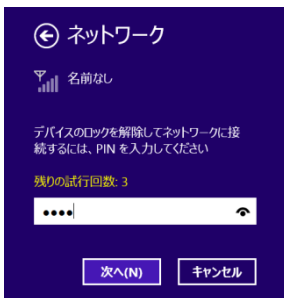 ネットワーク
名前なし
デバイスのロックを解除してネットワークに接
続するには、PIN を入力してください
残りの試行回数: 3
••••
次へ(N) キャンセル